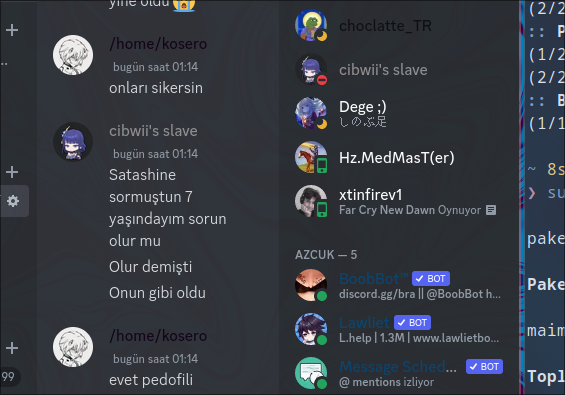 yine oldu😭
/home/kosero
bugün saat 01:14
onları sikersin
cibwii's slave
bugün saat 01:14
Satashine
sormuştun 7
yaşındayım sorun
olur mu
Olur demişti
Onun gibi oldu
/home/kosero
bugün saat 01:14
evet pedofili
99
choclatte_TR
cibwii's slave
Dege ;)
しのぶ足
Hz.MedMasT(er)
xtinfirev1
Far Cry New Dawn Oynuyor
AZCUK — 5
BoobBot™ ✓ BOT
discord.gg/bra || @BoobBot h...
Lawliet ✓ BOT
L.help | 1.3M | www.lawlietbo...
Message Sched... ✓ BOT
@ mentions izliyor
(2/2
:: P
(1/2
(2/2
:: B
(1/1
~ 8s
❯ su
pake
Pake
maim
Topl